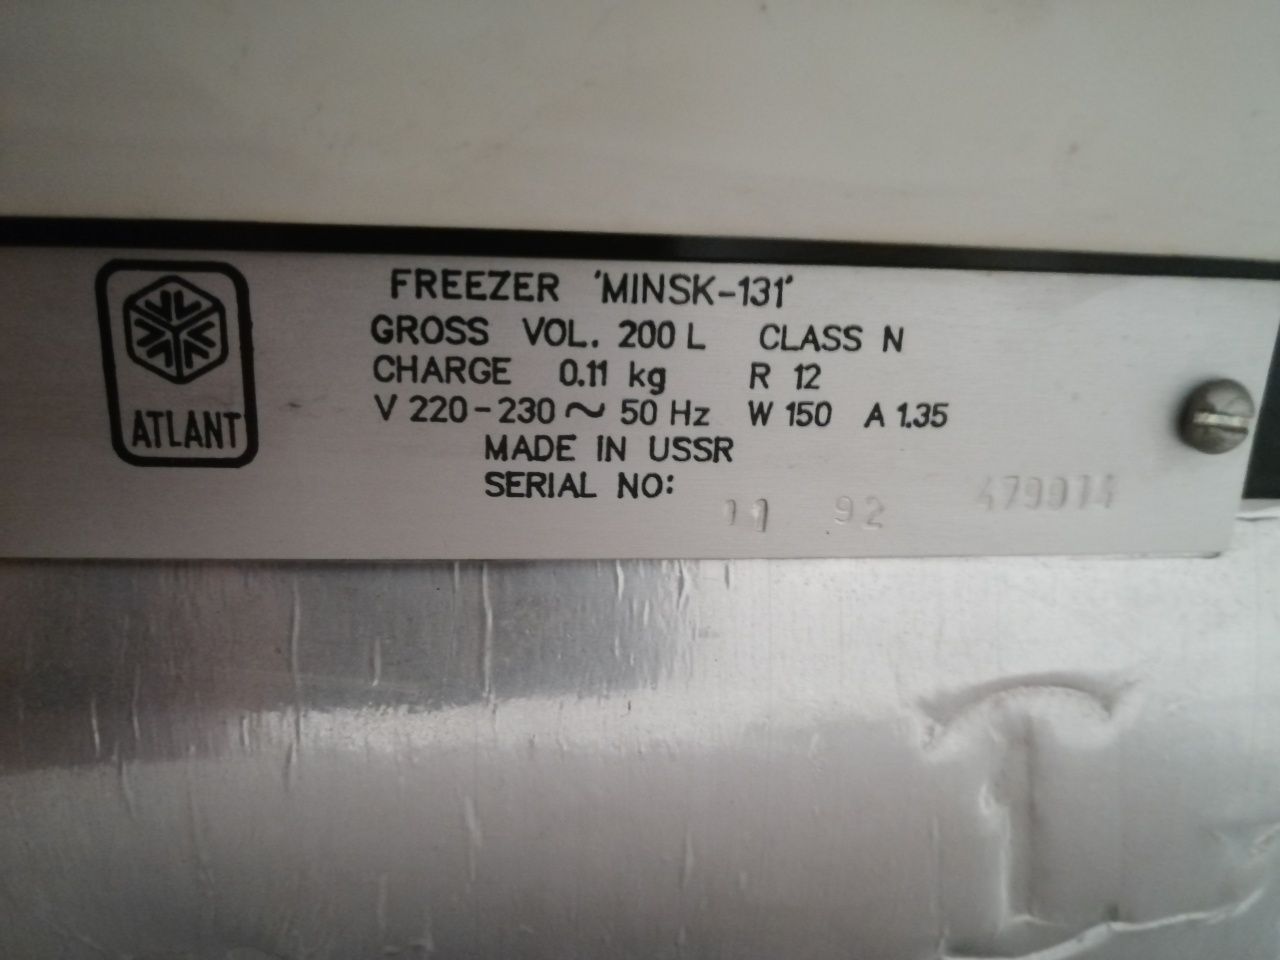 FREEZER 'MINSK-131'
GROSS VOL. 200 L CLASS N
CHARGE 0.11 kg R 12
V 220-230 ~ 50 Hz W 150 A 1.35
MADE IN USSR
SERIAL NO:
11 92
ATLANT